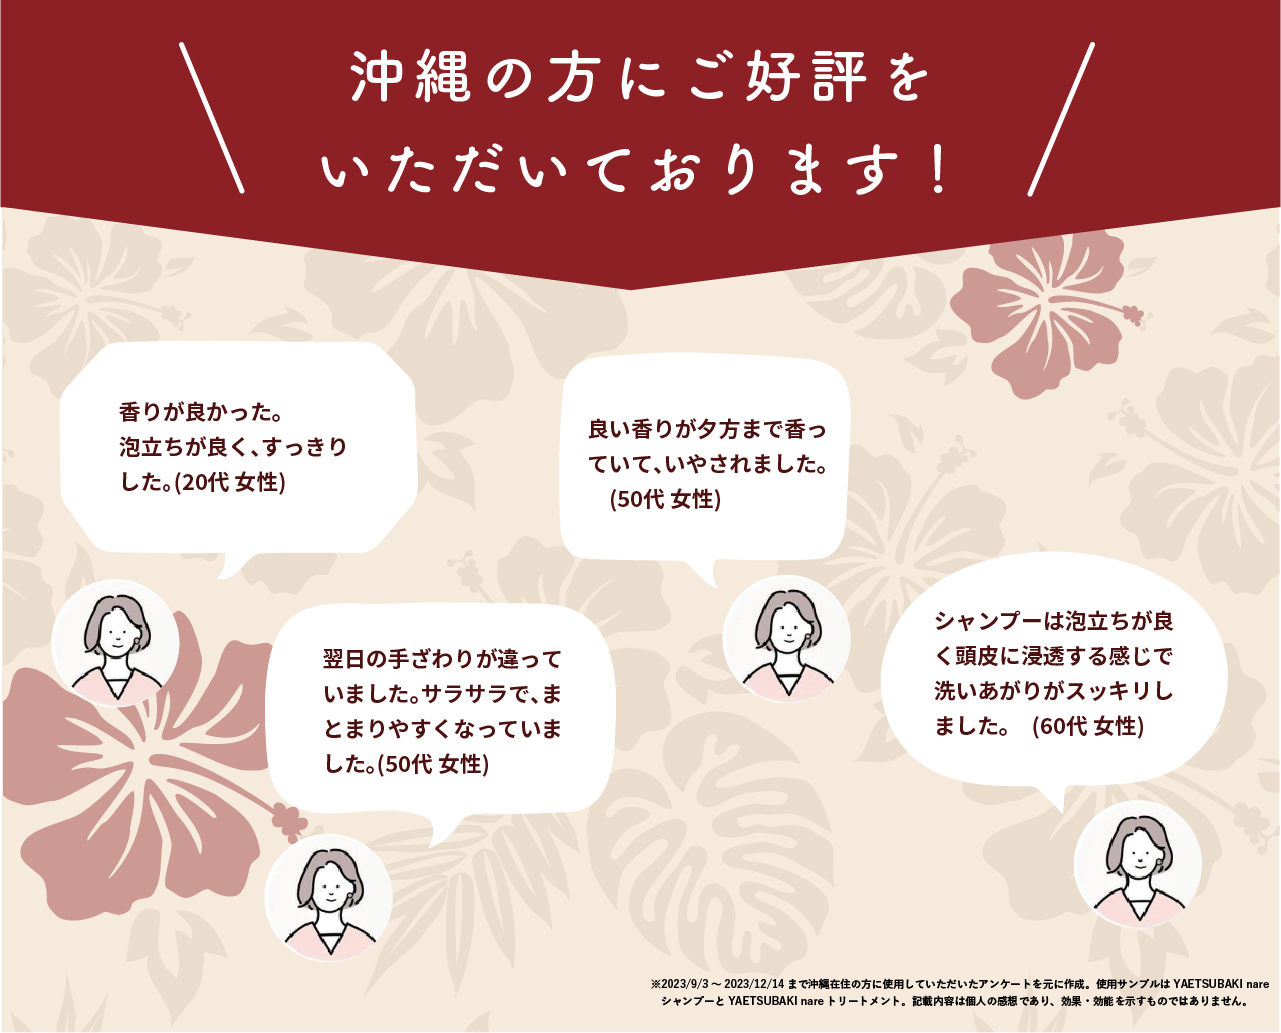 沖縄の方にご好評を
いただいております！
香りが良かった。
泡立ちが良く、すっきり
した。(20代 女性)
良い香りが夕方まで香っ
ていて、いやされました。
(50代 女性)
翌日の手ざわりが違って
いました。サラサラで、ま
とまりやすくなっていま
した。(50代 女性)
シャンプーは泡立ちが良
く頭皮に浸透する感じで
洗いあがりがスッキリし
ました。 (60代 女性)
※2023/9/3 〜 2023/12/14 まで沖縄在住の方に使用していただいたアンケートを元に作成。使用サンプルは YAETSUBAKI nare
シャンプーと YAETSUBAKI nare トリートメント。記載内容は個人の感想であり、効果・効能を示すものではありません。